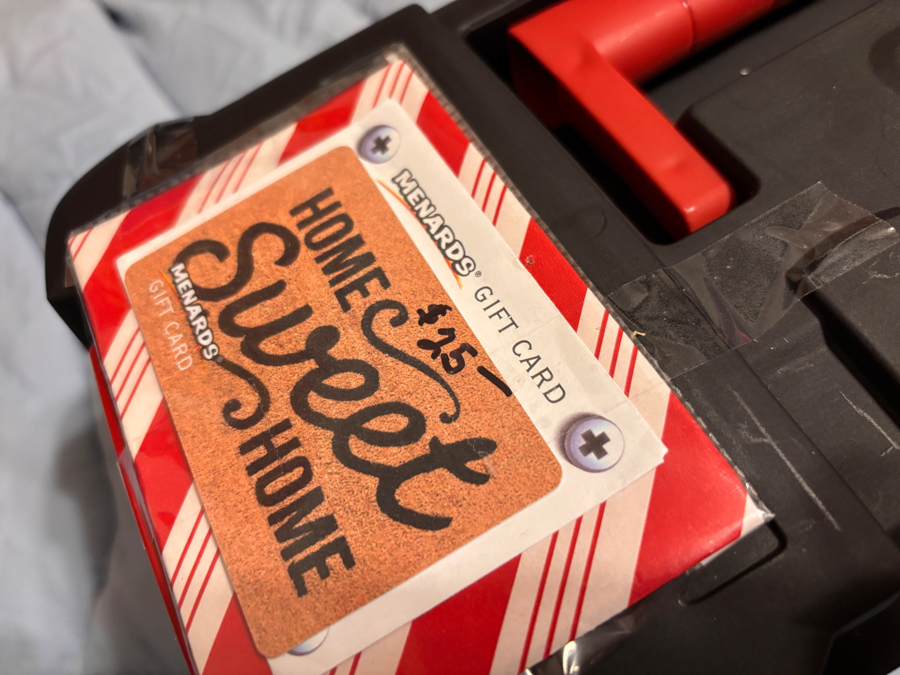 MENARDS® GIFT CARD
$25-
HOME
Sweet
HOME
MENARDS®
GIFT CARD